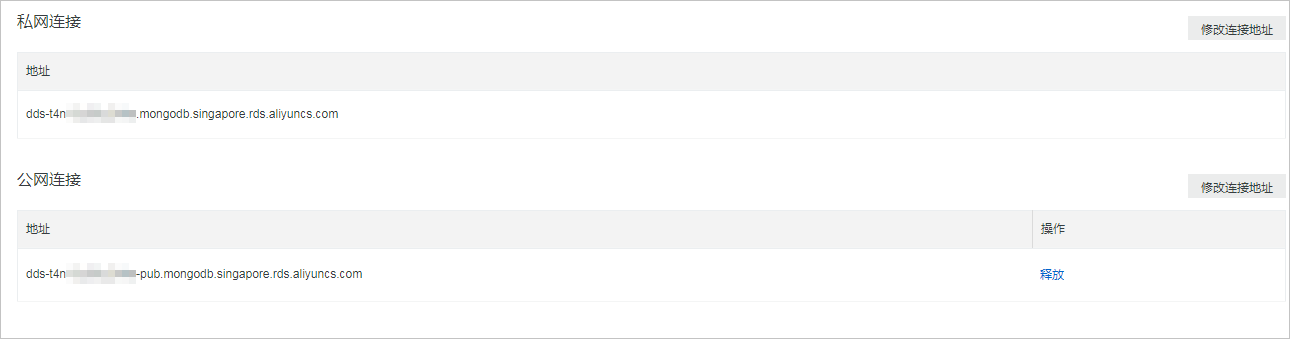 私网连接
修改连接地址
地址
dds-t4n .mongodb.singapore.rds.aliyuncs.com
公网连接
修改连接地址
地址 操作
dds-t4n -pub.mongodb.singapore.rds.aliyuncs.com 释放